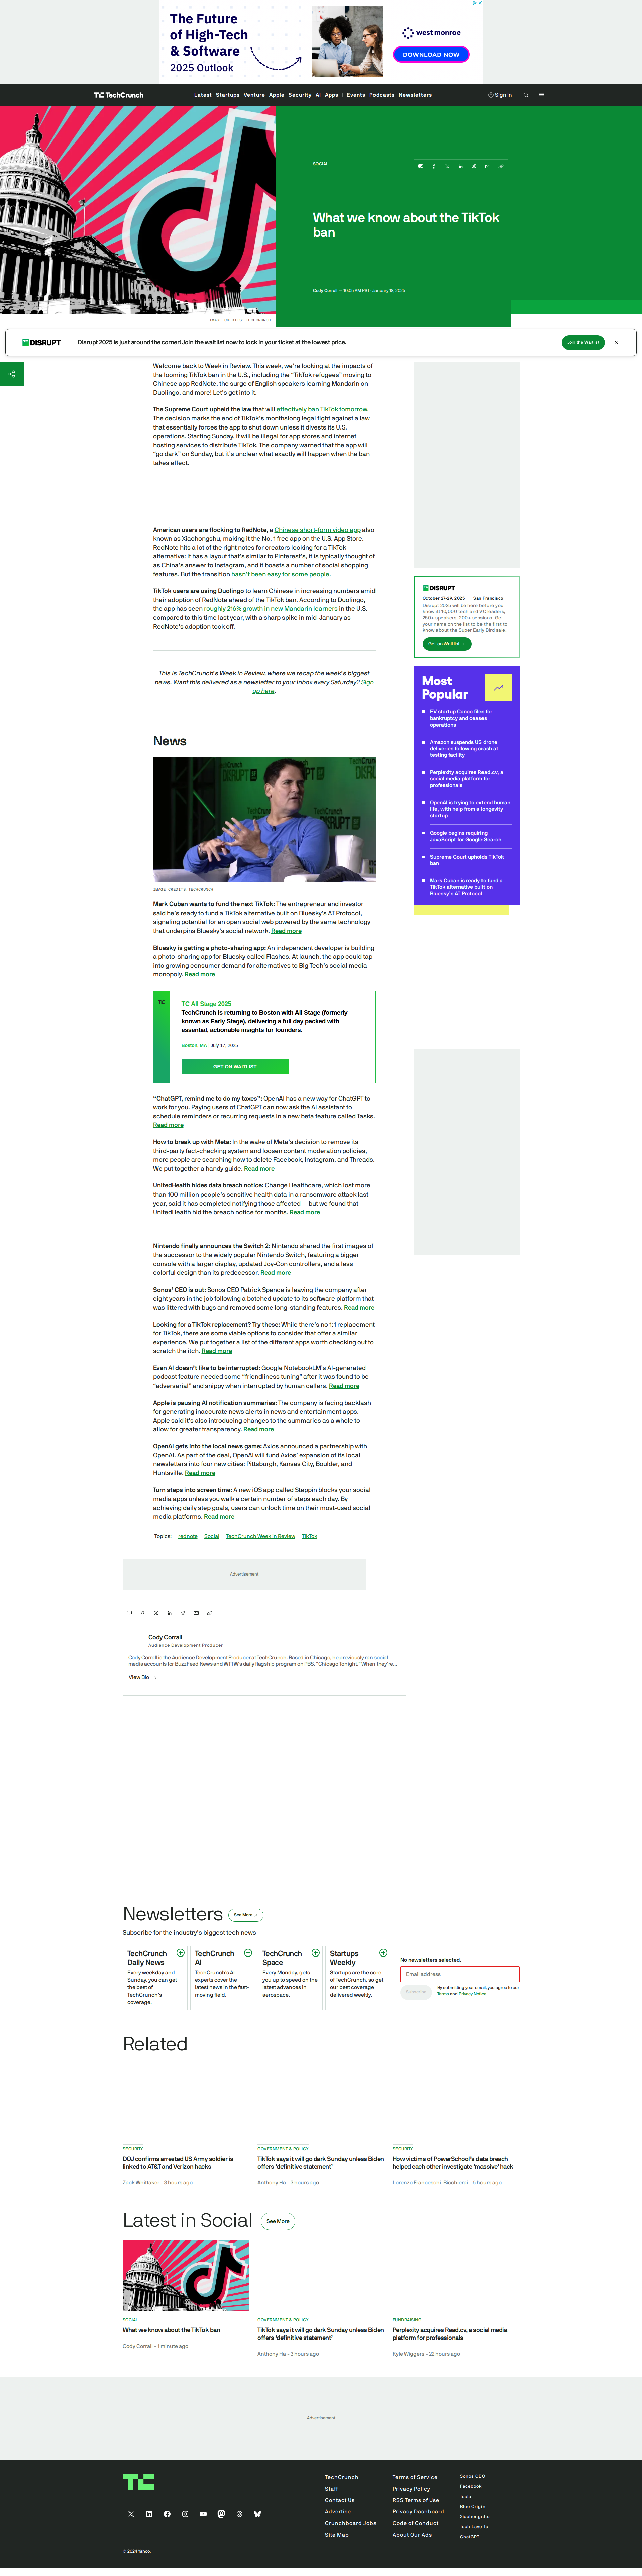 The Future
of High-Tech
& Software
2025 Outlook
west monroe
DOWNLOAD NOW
TechCrunch
Latest Startups Venture Apple Security AI Apps Events Podcasts Newsletters
Sign In
SOCIAL
What we know about the TikTok
ban
Cody Corrall · 10:05 AM PST · January 18, 2025
IMAGE CREDITS: TECHCRUNCH
DISRUPT
Disrupt 2025 is just around the corner! Join the waitlist now to lock in your ticket at the lowest price.
Join the Waitlist
Welcome back to Week in Review. This week, we're looking at the impacts of
the looming TikTok ban in the U.S., including the "TikTok refugees" moving to
Chinese app RedNote, the surge of English speakers learning Mandarin on
Duolingo, and more! Let's get into it.
The Supreme Court upheld the law that will effectively ban TikTok tomorrow.
The decision marks the end of TikTok's monthslong legal fight against a law
that essentially forces the app to shut down unless it divests its U.S.
operations. Starting Sunday, it will be illegal for app stores and internet
hosting services to distribute TikTok. The company warned that the app will
"go dark" on Sunday, but it's unclear what exactly will happen when the ban
takes effect.
American users are flocking to RedNote, a Chinese short-form video app also
known as Xiaohongshu, making it the No. 1 free app on the U.S. App Store.
RedNote hits a lot of the right notes for creators looking for a TikTok
alternative: It has a layout that's similar to Pinterest's, it is typically thought of
as China's answer to Instagram, and it boasts a number of social shopping
features. But the transition hasn't been easy for some people.
TikTok users are using Duolingo to learn Chinese in increasing numbers amid
the adoption of RedNote ahead of the TikTok ban. According to Duolingo,
the app has seen roughly 216% growth in new Mandarin learners in the U.S.
compared to this time last year, with a sharp spike in mid-January as
RedNote's adoption took off.
This is TechCrunch's Week in Review, where we recap the week's biggest
news. Want this delivered as a newsletter to your inbox every Saturday? Sign
up here.
News
IMAGE CREDITS: TECHCRUNCH
Mark Cuban wants to fund the next TikTok: The entrepreneur and investor
said he's ready to fund a TikTok alternative built on Bluesky's AT Protocol,
signaling potential for an open social web powered by the same technology
that underpins Bluesky's social network. Read more
Bluesky is getting a photo-sharing app: An independent developer is building
a photo-sharing app for Bluesky called Flashes. At launch, the app could tap
into growing consumer demand for alternatives to Big Tech's social media
monopoly. Read more
TC All Stage 2025
TechCrunch is returning to Boston with All Stage (formerly
known as Early Stage), delivering a full day packed with
essential, actionable insights for founders.
Boston, MA | July 17, 2025
GET ON WAITLIST
"ChatGPT, remind me to do my taxes": OpenAI has a new way for ChatGPT to
work for you. Paying users of ChatGPT can now ask the AI assistant to
schedule reminders or recurring requests in a new beta feature called Tasks.
Read more
How to break up with Meta: In the wake of Meta's decision to remove its
third-party fact-checking system and loosen content moderation policies,
more people are searching how to delete Facebook, Instagram, and Threads.
We put together a handy guide. Read more
UnitedHealth hides data breach notice: Change Healthcare, which lost more
than 100 million people's sensitive health data in a ransomware attack last
year, said it has completed notifying those affected — but we found that
UnitedHealth hid the breach notice for months. Read more
Nintendo finally announces the Switch 2: Nintendo shared the first images of
the successor to the widely popular Nintendo Switch, featuring a bigger
console with a larger display, updated Joy-Con controllers, and a less
colorful design than its predecessor. Read more
Sonos' CEO is out: Sonos CEO Patrick Spence is leaving the company after
eight years in the job following a botched update to its software platform that
was littered with bugs and removed some long-standing features. Read more
Looking for a TikTok replacement? Try these: While there's no 1:1 replacement
for TikTok, there are some viable options to consider that offer a similar
experience. We put together a list of the different apps worth checking out to
scratch the itch. Read more
Even AI doesn't like to be interrupted: Google NotebookLM's AI-generated
podcast feature needed some "friendliness tuning" after it was found to be
"adversarial" and snippy when interrupted by human callers. Read more
Apple is pausing AI notification summaries: The company is facing backlash
for generating inaccurate news alerts in news and entertainment apps.
Apple said it's also introducing changes to the summaries as a whole to
allow for greater transparency. Read more
OpenAI gets into the local news game: Axios announced a partnership with
OpenAI. As part of the deal, OpenAI will fund Axios' expansion of its local
newsletters into four new cities: Pittsburgh, Kansas City, Boulder, and
Huntsville. Read more
Turn steps into screen time: A new iOS app called Steppin blocks your social
media apps unless you walk a certain number of steps each day. By
achieving daily step goals, users can unlock time on their most-used social
media platforms. Read more
Topics: rednote Social TechCrunch Week in Review TikTok
DISRUPT
October 27-29, 2025 San Francisco
Disrupt 2025 will be here before you
know it! 10,000 tech and VC leaders,
250+ speakers, 200+ sessions. Get
your name on the list to be the first to
know about the Super Early Bird sale.
Get on Waitlist
Most
Popular
EV startup Canoo files for
bankruptcy and ceases
operations
Amazon suspends US drone
deliveries following crash at
testing facility
Perplexity acquires Read.cv, a
social media platform for
professionals
OpenAI is trying to extend human
life, with help from a longevity
startup
Google begins requiring
JavaScript for Google Search
Supreme Court upholds TikTok
ban
Mark Cuban is ready to fund a
TikTok alternative built on
Bluesky's AT Protocol
Advertisement
Cody Corrall
Audience Development Producer
Cody Corrall is the Audience Development Producer at TechCrunch. Based in Chicago, he previously ran social
media accounts for BuzzFeed News and WTTW's daily flagship program on PBS, "Chicago Tonight." When they're...
View Bio
Newsletters
See More
Subscribe for the industry's biggest tech news
TechCrunch
Daily News
Every weekday and
Sunday, you can get
the best of
TechCrunch's
coverage.
TechCrunch
AI
TechCrunch's AI
experts cover the
latest news in the fast-
moving field.
TechCrunch
Space
Every Monday, gets
you up to speed on the
latest advances in
aerospace.
Startups
Weekly
Startups are the core
of TechCrunch, so get
our best coverage
delivered weekly.
No newsletters selected.
Email address
Subscribe
By submitting your email, you agree to our
Terms and Privacy Notice.
Related
SECURITY
DOJ confirms arrested US Army soldier is
linked to AT&T and Verizon hacks
Zack Whittaker – 3 hours ago
GOVERNMENT & POLICY
TikTok says it will go dark Sunday unless Biden
offers 'definitive statement'
Anthony Ha – 3 hours ago
SECURITY
How victims of PowerSchool's data breach
helped each other investigate 'massive' hack
Lorenzo Franceschi-Bicchierai – 6 hours ago
Latest in Social
See More
SOCIAL
What we know about the TikTok ban
Cody Corrall – 1 minute ago
GOVERNMENT & POLICY
TikTok says it will go dark Sunday unless Biden
offers 'definitive statement'
Anthony Ha – 3 hours ago
FUNDRAISING
Perplexity acquires Read.cv, a social media
platform for professionals
Kyle Wiggers – 22 hours ago
Advertisement
TechCrunch
Staff
Contact Us
Advertise
Crunchboard Jobs
Site Map
Terms of Service
Privacy Policy
RSS Terms of Use
Privacy Dashboard
Code of Conduct
About Our Ads
Sonos CEO
Facebook
Tesla
Blue Origin
Xiaohongshu
Tech Layoffs
ChatGPT
© 2024 Yahoo.